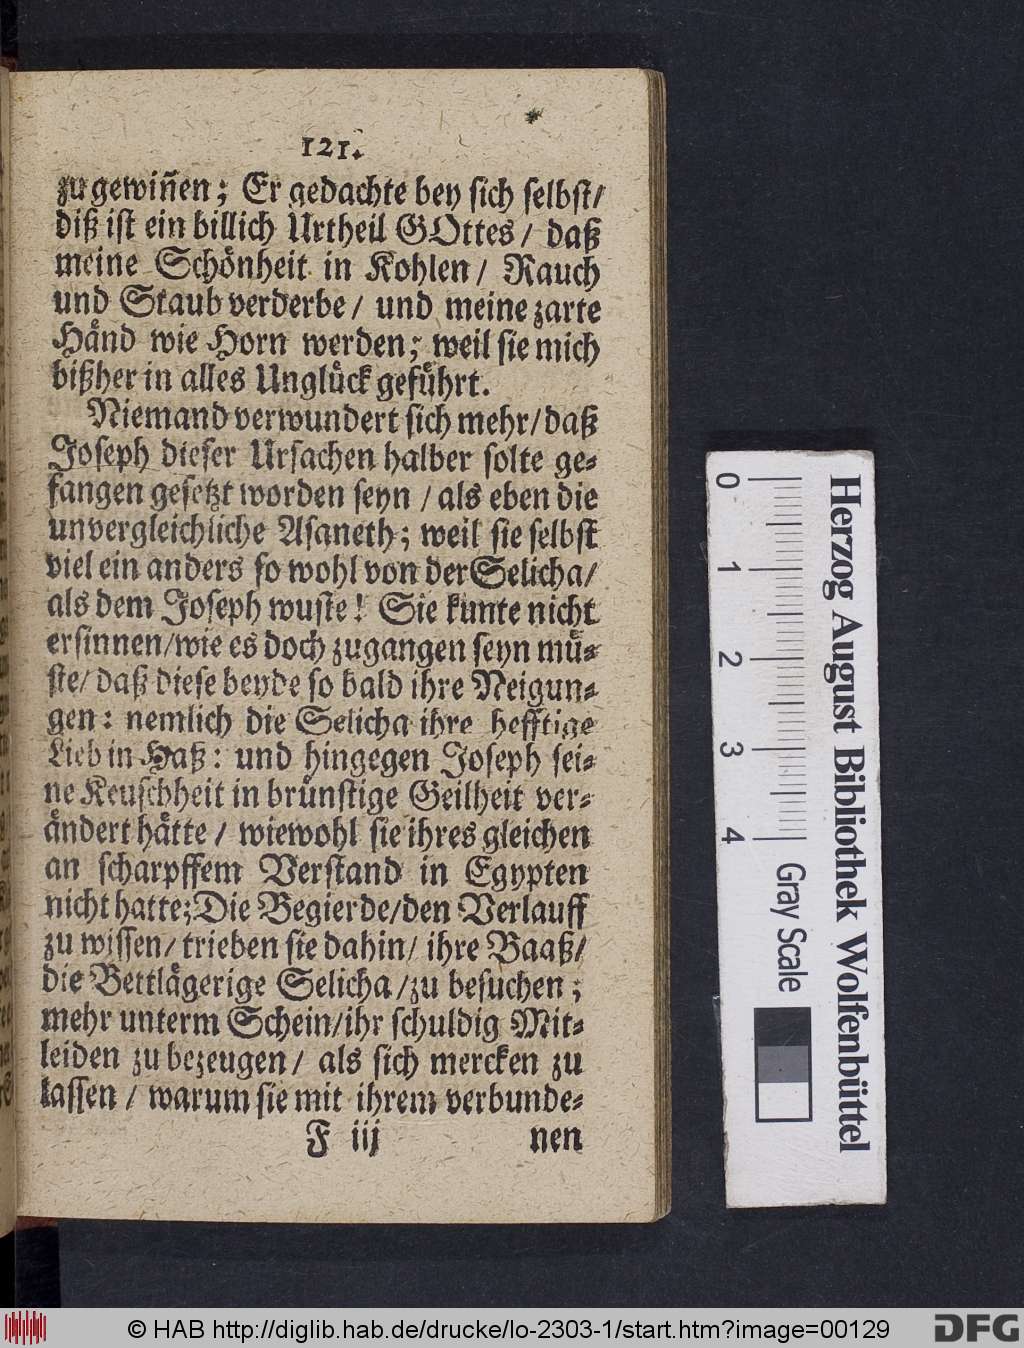 121.
zu gewiñen; Er gedachte bey sich selbst/
diß ist ein billich Urtheil GOttes/ daß
meine Schönheit in Kohlen/ Rauch
und Staub verderbe/ und meine zarte
Händ wie Horn werden; weil sie mich
bißher in alles Unglück geführt.
Niemand verwundert sich mehr/ daß
Joseph dieser Ursachen halber solte ge-
fangen gesetzt worden seyn / als eben die
unvergleichliche Asaneth; weil sie selbst
viel ein anders so wohl von der Selicha/
als dem Joseph wuste! Sie kunte nicht
ersinnen/wie es doch zugangen seyn mü-
ste/ daß diese beyde so bald ihre Neigun-
gen: nemlich die Selicha ihre hefftige
Lieb in Haß: und hingegen Joseph sei-
ne Keuschheit in brünstige Geilheit ver-
ändert hätte / wiewohl sie ihres gleichen
an scharpffem Verstand in Egypten
nicht hatte; Die Begierde/den Verlauff
zu wissen/ trieben sie dahin/ ihre Baaß/
die Bettlägerige Selicha /zu besuchen;
mehr unterm Schein/ihr schuldig Mit-
leiden zu bezeugen/ als sich mercken zu
lassen / warum sie mit ihrem verbunde-
F iij nen
0 1 2 3 4
Gray Scale
Herzog August Bibliothek Wolfenbüttel
© HAB http://diglib.hab.de/drucke/lo-2303-1/start.htm?image=00129
DFG